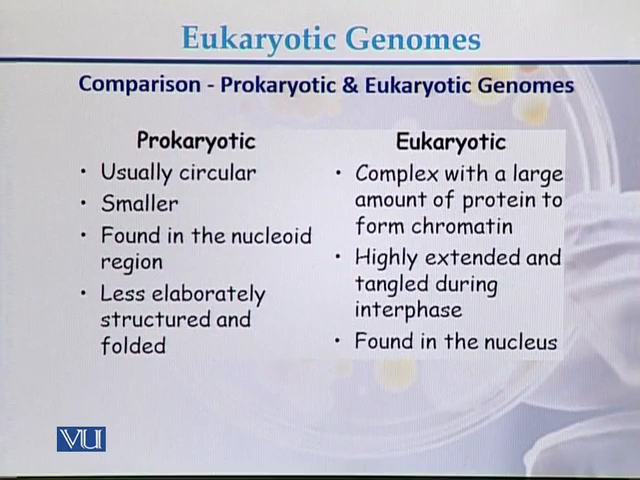 Eukaryotic Genomes
Comparison - Prokaryotic & Eukaryotic Genomes
Prokaryotic
• Usually circular
• Smaller
• Found in the nucleoid
region
• Less elaborately
structured and
folded
Eukaryotic
• Complex with a large
amount of protein to
form chromatin
• Highly extended and
tangled during
interphase
• Found in the nucleus
VU